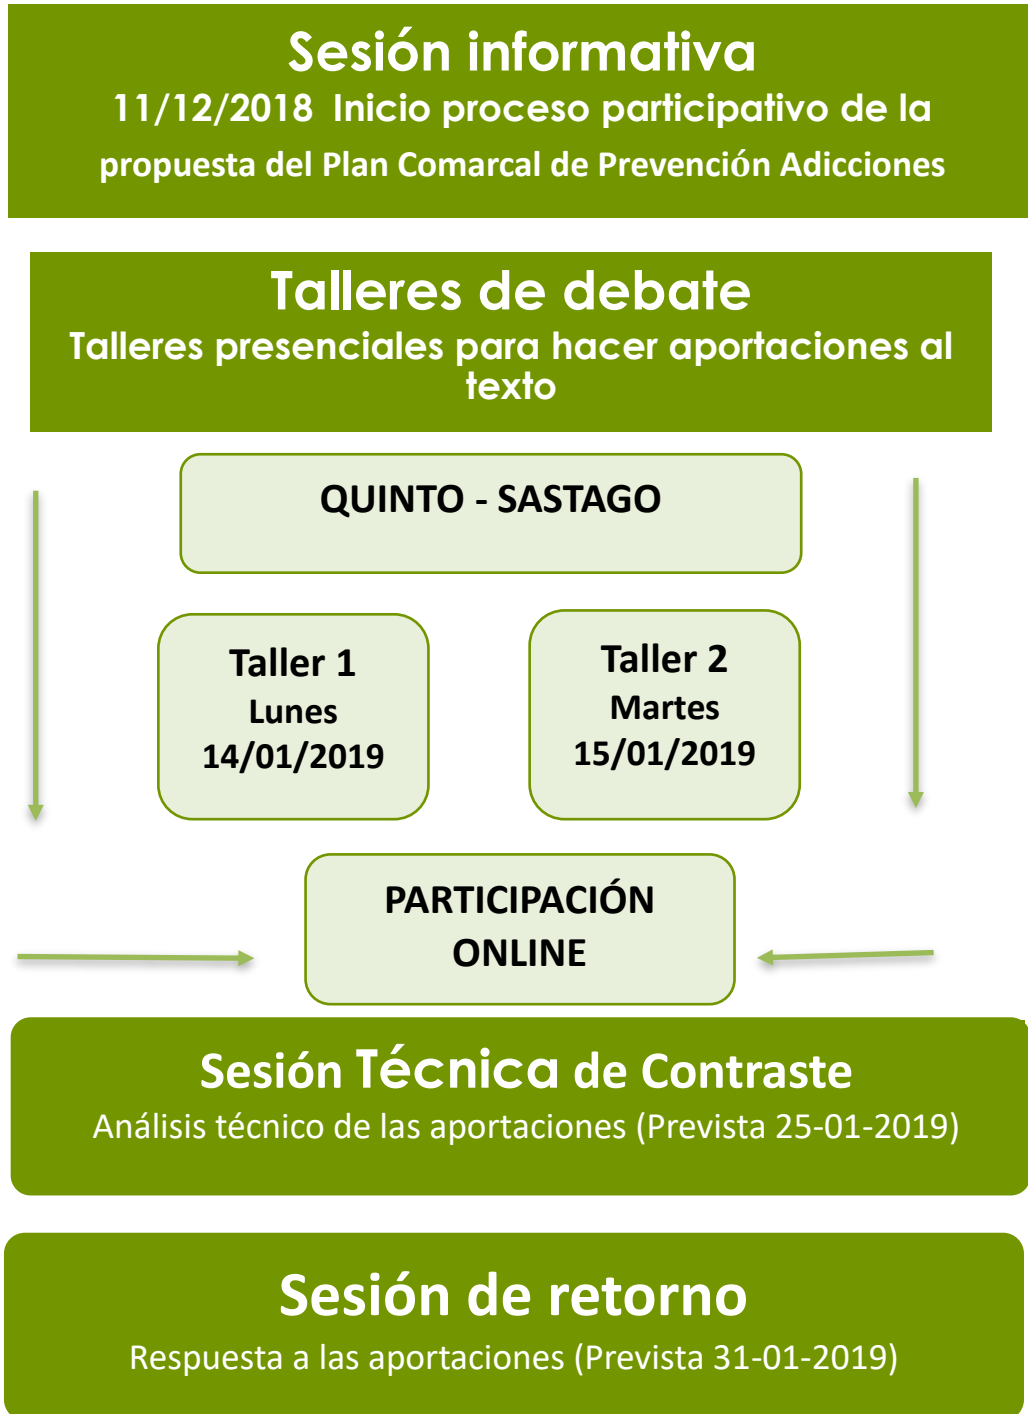 Sesión informativa
11/12/2018 Inicio proceso participativo de la
propuesta del Plan Comarcal de Prevención Adicciones
Talleres de debate
Talleres presenciales para hacer aportaciones al
texto
QUINTO - SASTAGO
Taller 1
Lunes
14/01/2019
Taller 2
Martes
15/01/2019
PARTICIPACIÓN
ONLINE
Sesión Técnica de Contraste
Análisis técnico de las aportaciones (Prevista 25-01-2019)
Sesión de retorno
Respuesta a las aportaciones (Prevista 31-01-2019)